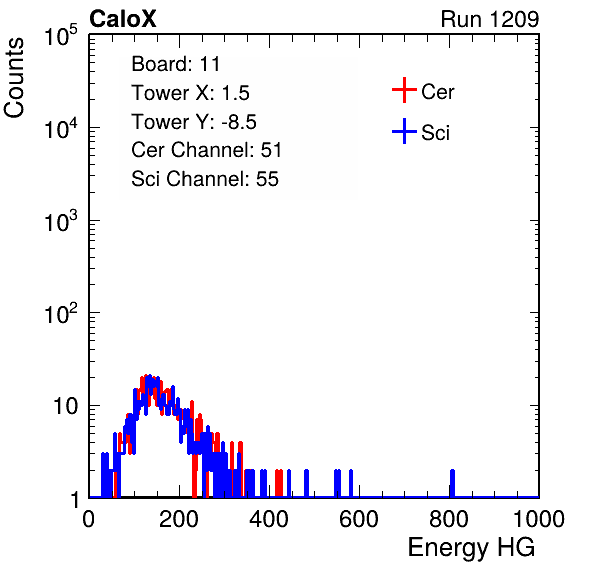 CaloX Run 1209
Counts
Board: 11
Tower X: 1.5
Tower Y: -8.5
Cer Channel: 51
Sci Channel: 55
Cer
Sci
10^5
10^4
10^3
10^2
10
1
0 200 400 600 800 1000
Energy HG